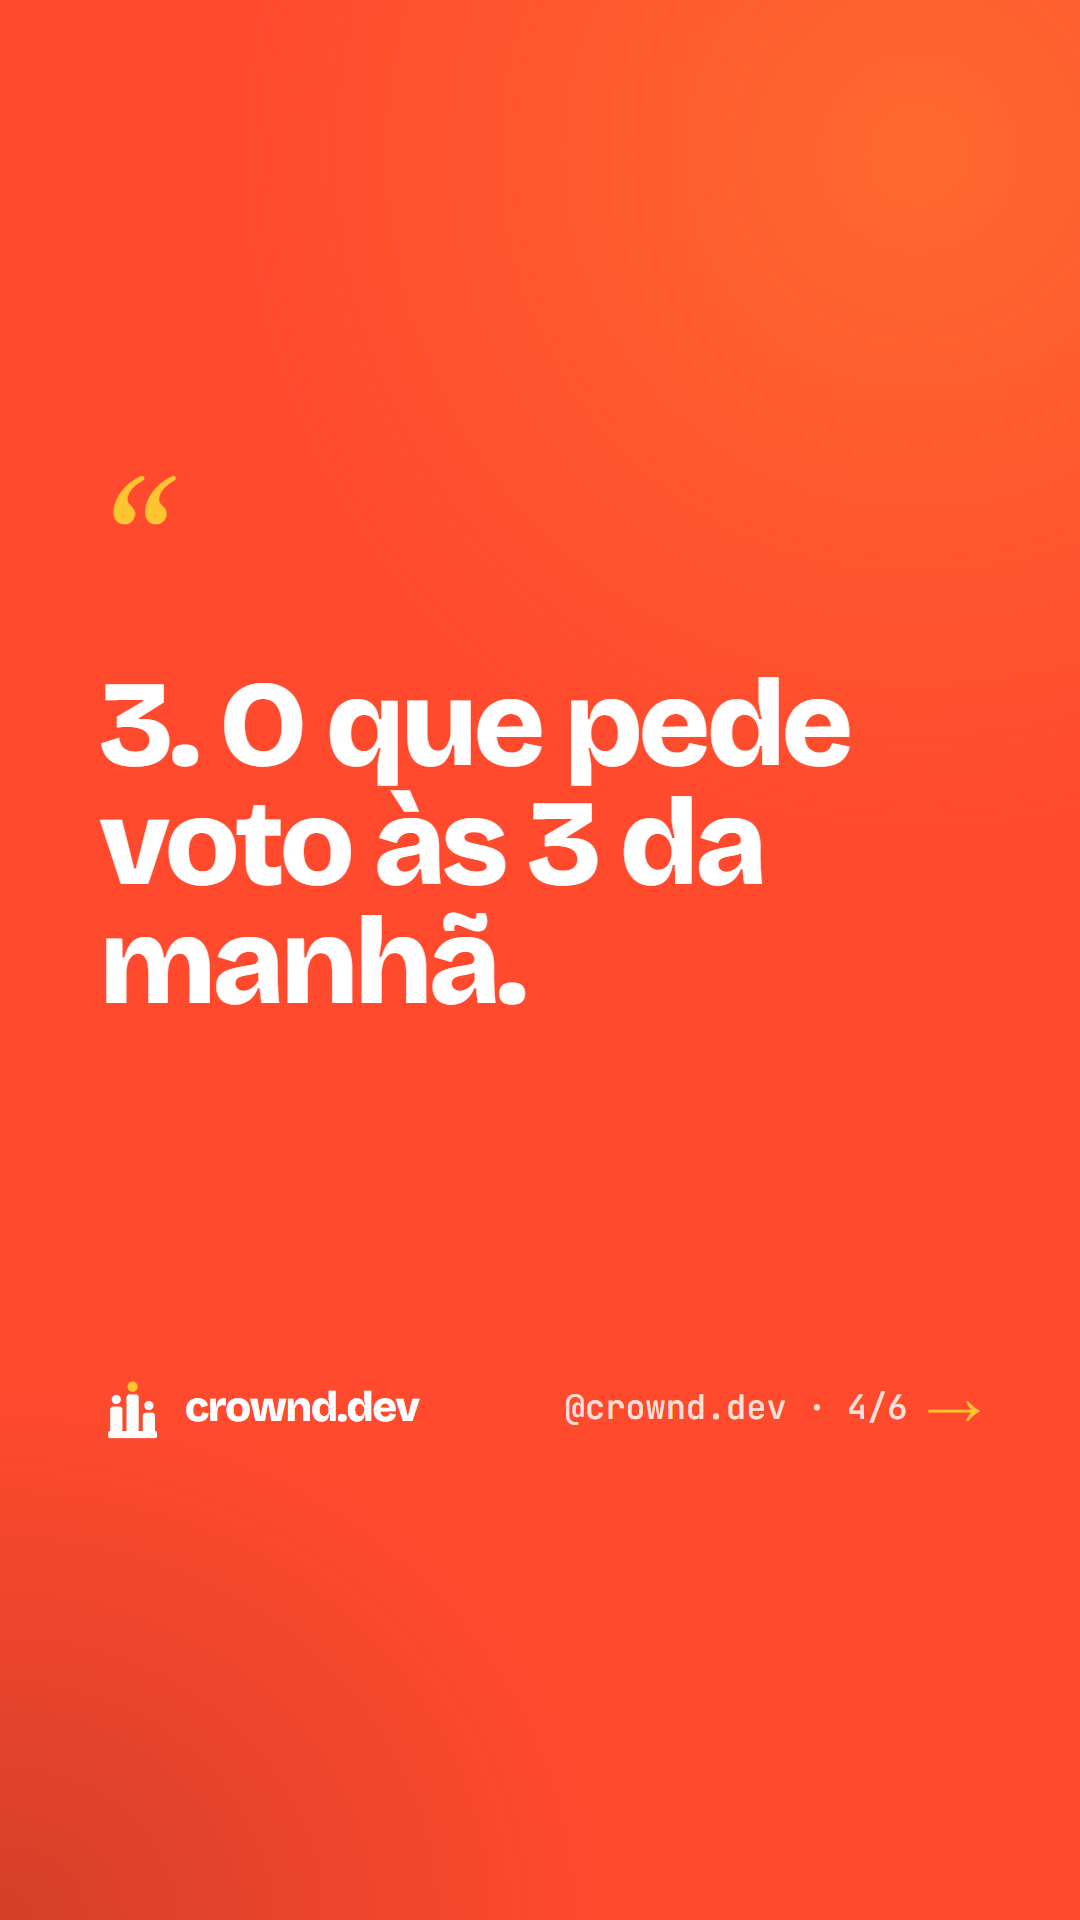 “
3. O que pede
voto às 3 da
manhã.
crownd.dev
@crownd.dev · 4/6 →